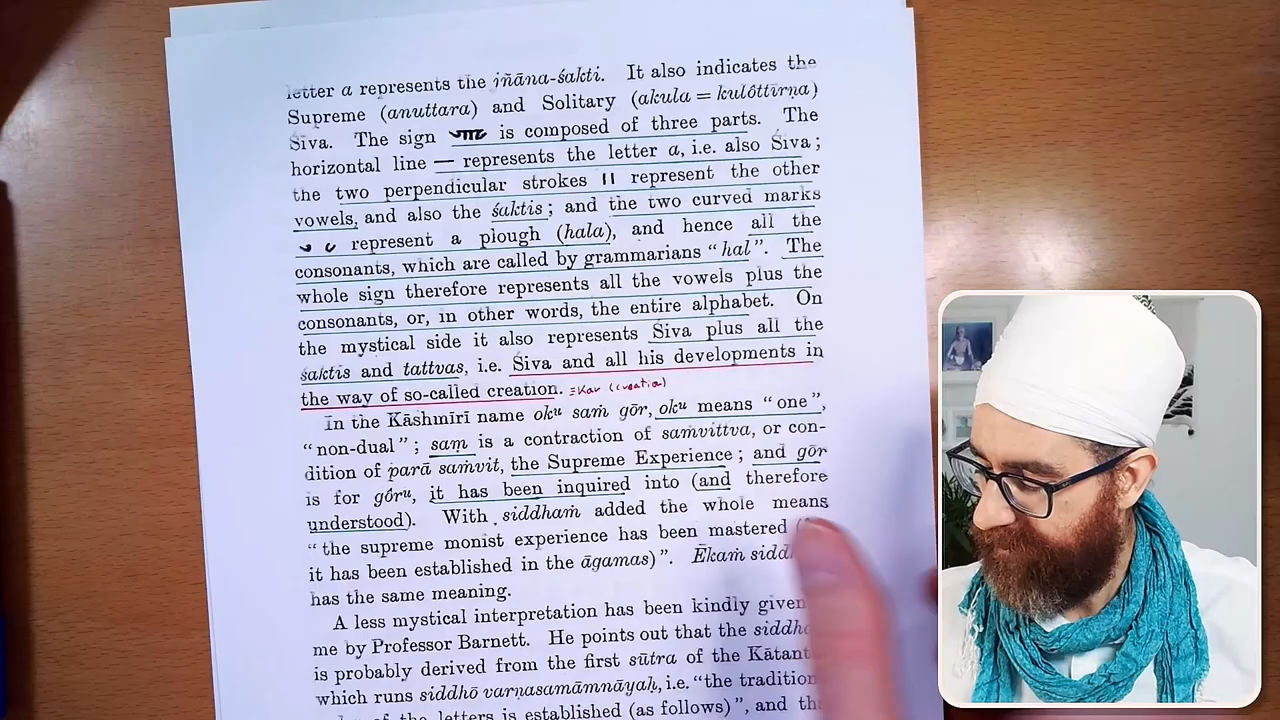 letter a represents the jñāna-śakti. It also indicates the
Supreme (anuttara) and Solitary (akula = kulôttīrṇa)
Śiva. The sign is composed of three parts. The
horizontal line — represents the letter a, i.e. also Śiva;
the two perpendicular strokes || represent the other
vowels, and also the śaktis; and the two curved marks
represent a plough (hala), and hence all the
consonants, which are called by grammarians “hal”. The
whole sign therefore represents all the vowels plus the
consonants, or, in other words, the entire alphabet. On
the mystical side it also represents Śiva plus all the
śaktis and tattvas, i.e. Śiva and all his developments in
the way of so-called creation. =Kar (creation)
In the Kāshmīrī name okᵘ saṁ gōr, okᵘ means “one”,
“non-dual”; saṃ is a contraction of saṁvittva, or con-
dition of parā saṁvit, the Supreme Experience; and gōr
is for gôru, it has been inquired into (and therefore
understood). With siddhaṁ added the whole means
“the supreme monist experience has been mastered
it has been established in the āgamas)”. Ēkaṁ siddh
has the same meaning.
A less mystical interpretation has been kindly given
me by Professor Barnett. He points out that the siddh
is probably derived from the first sūtra of the Kātant
which runs siddhō varṇasamāmnāyaḥ, i.e. “the tradition
of the letters is established (as follows)”, and th